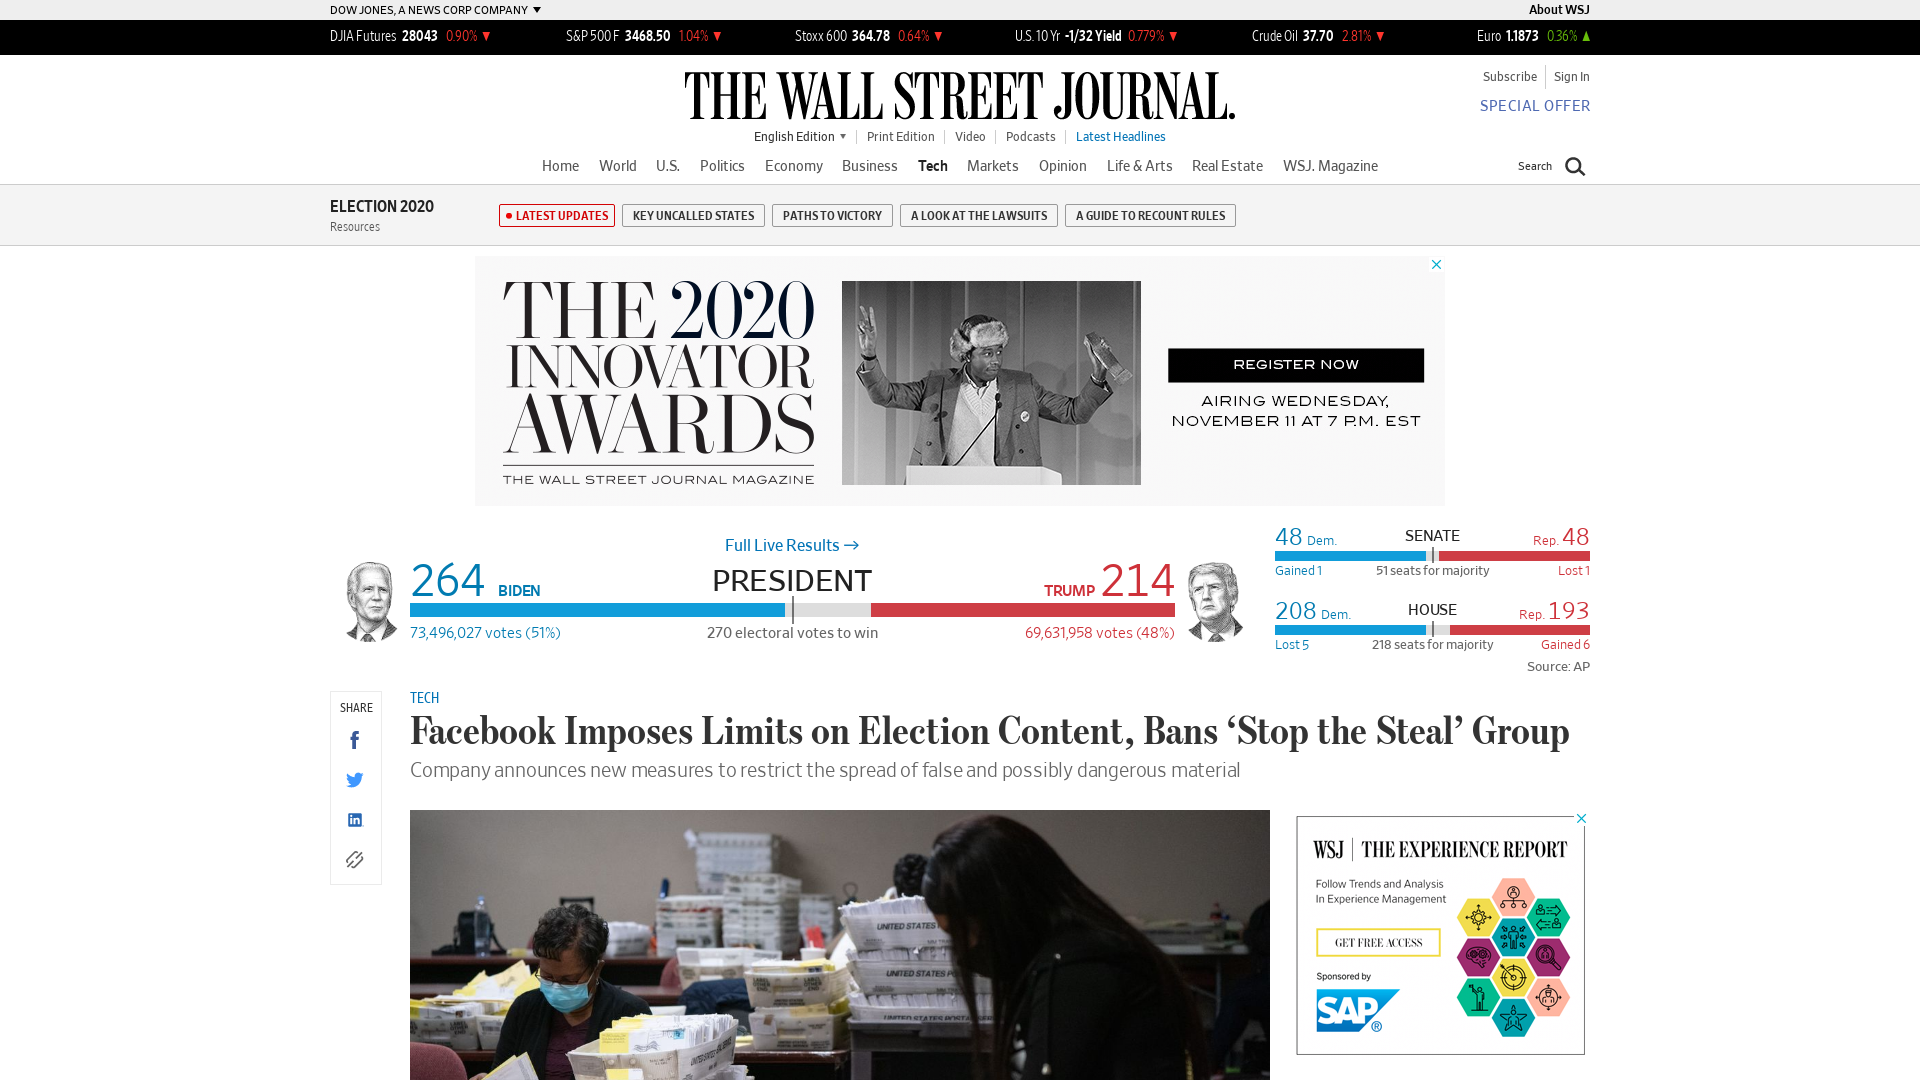 DOW JONES, A NEWS CORP COMPANY
About WSJ
DJIA Futures 28043 0.90%
S&P 500 F 3468.50 1.04%
Stoxx 600 364.78 0.64%
U.S. 10 Yr -1/32 Yield 0.779%
Crude Oil 37.70 2.81%
Euro 1.1873 0.36%
THE WALL STREET JOURNAL.
Subscribe
Sign In
SPECIAL OFFER
English Edition
Print Edition
Video
Podcasts
Latest Headlines
Home
World
U.S.
Politics
Economy
Business
Tech
Markets
Opinion
Life & Arts
Real Estate
WSJ. Magazine
Search
ELECTION 2020
Resources
LATEST UPDATES
KEY UNCALLED STATES
PATHS TO VICTORY
A LOOK AT THE LAWSUITS
A GUIDE TO RECOUNT RULES
THE 2020
INNOVATOR
AWARDS
THE WALL STREET JOURNAL MAGAZINE
REGISTER NOW
AIRING WEDNESDAY,
NOVEMBER 11 AT 7 P.M. EST
Full Live Results →
264 BIDEN
PRESIDENT
TRUMP 214
73,496,027 votes (51%)
270 electoral votes to win
69,631,958 votes (48%)
48 Dem.
SENATE
Rep. 48
Gained 1
51 seats for majority
Lost 1
208 Dem.
HOUSE
Rep. 193
Lost 5
218 seats for majority
Gained 6
Source: AP
SHARE
TECH
Facebook Imposes Limits on Election Content, Bans ‘Stop the Steal’ Group
Company announces new measures to restrict the spread of false and possibly dangerous material
UNITED STATES
UNITED STATES POS
UNITED STATES POSTA
WSJ | THE EXPERIENCE REPORT
Follow Trends and Analysis
In Experience Management
GET FREE ACCESS
Sponsored by
SAP®